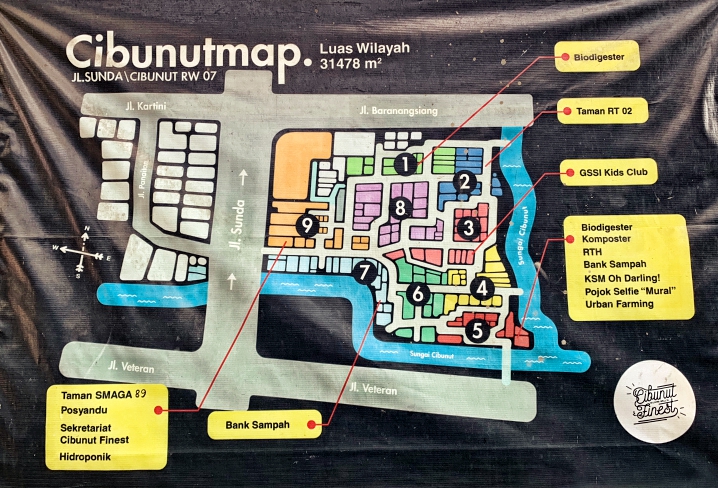 Cibunutmap.
JL.SUNDA\CIBUNUT RW 07
Luas Wilayah
31478 m²
Biodigester
Taman RT 02
GSSI Kids Club
Biodigester
Komposter
RTH
Bank Sampah
KSM Oh Darling!
Pojok Selfie "Mural"
Urban Farming
Jl. Kartini
Jl. Baranangsiang
Jl. Sunda
Sungai Cibunut
1
2
3
8
9
7
6
4
5
N
W
E
S
Sungai Cibunut
Jl. Veteran
Jl. Veteran
Taman SMAGA 89
Posyandu
Sekretariat
Cibunut Finest
Hidroponik
Bank Sampah
Cibunut
Finest